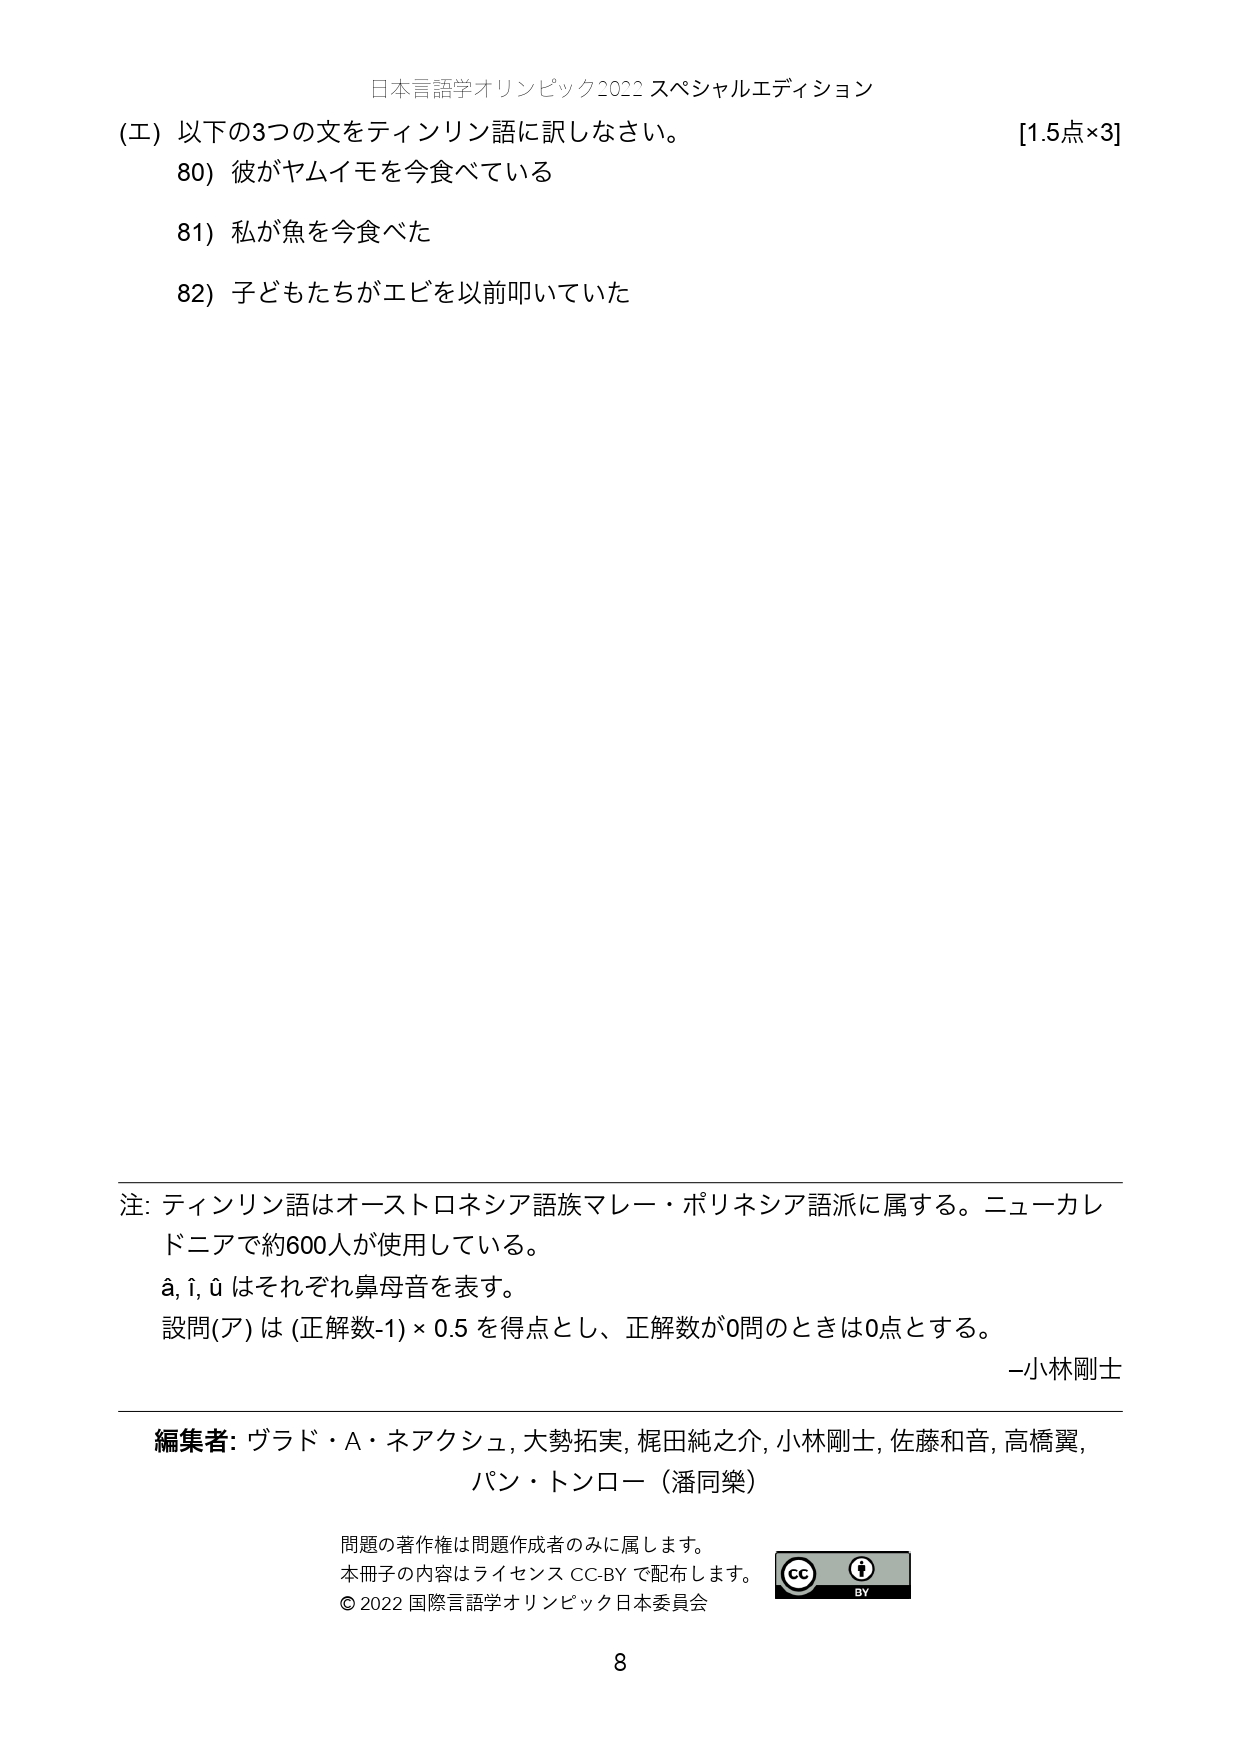 日本言語学オリンピック2022 スペシャルエディション
(エ) 以下の3つの文をティンリン語に訳しなさい。 [1.5点×3]
80) 彼がヤムイモを今食べている
81) 私が魚を今食べた
82) 子どもたちがエビを以前叩いていた
注: ティンリン語はオーストロネシア語族マレー・ポリネシア語派に属する。ニューカレ
ドニアで約600人が使用している。
â, î, û はそれぞれ鼻母音を表す。
設問(ア) は (正解数-1) × 0.5 を得点とし、正解数が0問のときは0点とする。
–小林剛士
編集者: ヴラド・A・ネアクシュ, 大勢拓実, 梶田純之介, 小林剛士, 佐藤和音, 高橋翼,
パン・トンロー（潘同樂）
問題の著作権は問題作成者のみに属します。
本冊子の内容はライセンス CC-BY で配布します。
© 2022 国際言語学オリンピック日本委員会
cc BY
8